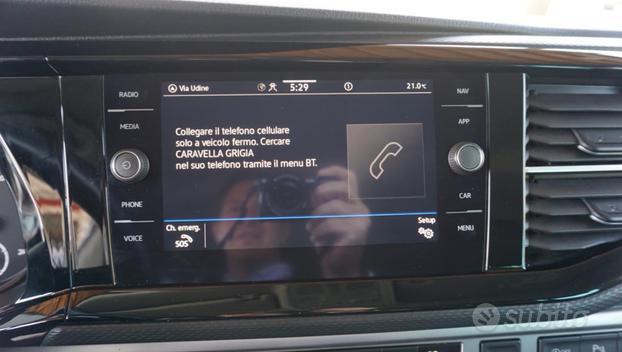 RADIO
MEDIA
PHONE
VOICE
Via Udine
5:29
21.0°C
Collegare il telefono cellulare
solo a veicolo fermo. Cercare
CARAVELLA GRIGIA
nel suo telefono tramite il menu BT.
Ch. emerg.
SOS
Setup
NAV
APP
CAR
MENU
subito